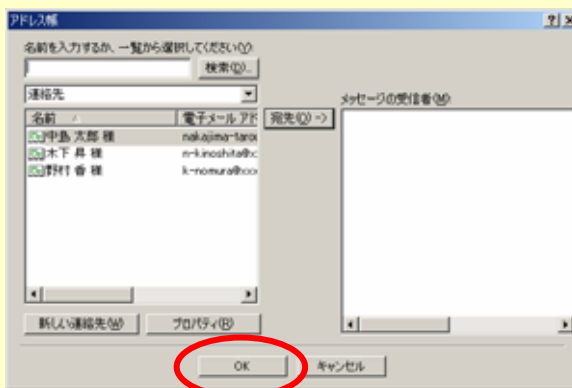 アドレス帳
名前を入力するか、一覧から選択してください(Y):
検索(D)...
連絡先
メッセージの受信者(M):
名前 電子メール アド 宛先(O) ->
中島 太郎 様 nakajima-tarou
木下 昇 様 n-kinoshita@
野村 香 様 k-nomura@xxx
新しい連絡先(W) プロパティ(R)
OK キャンセル